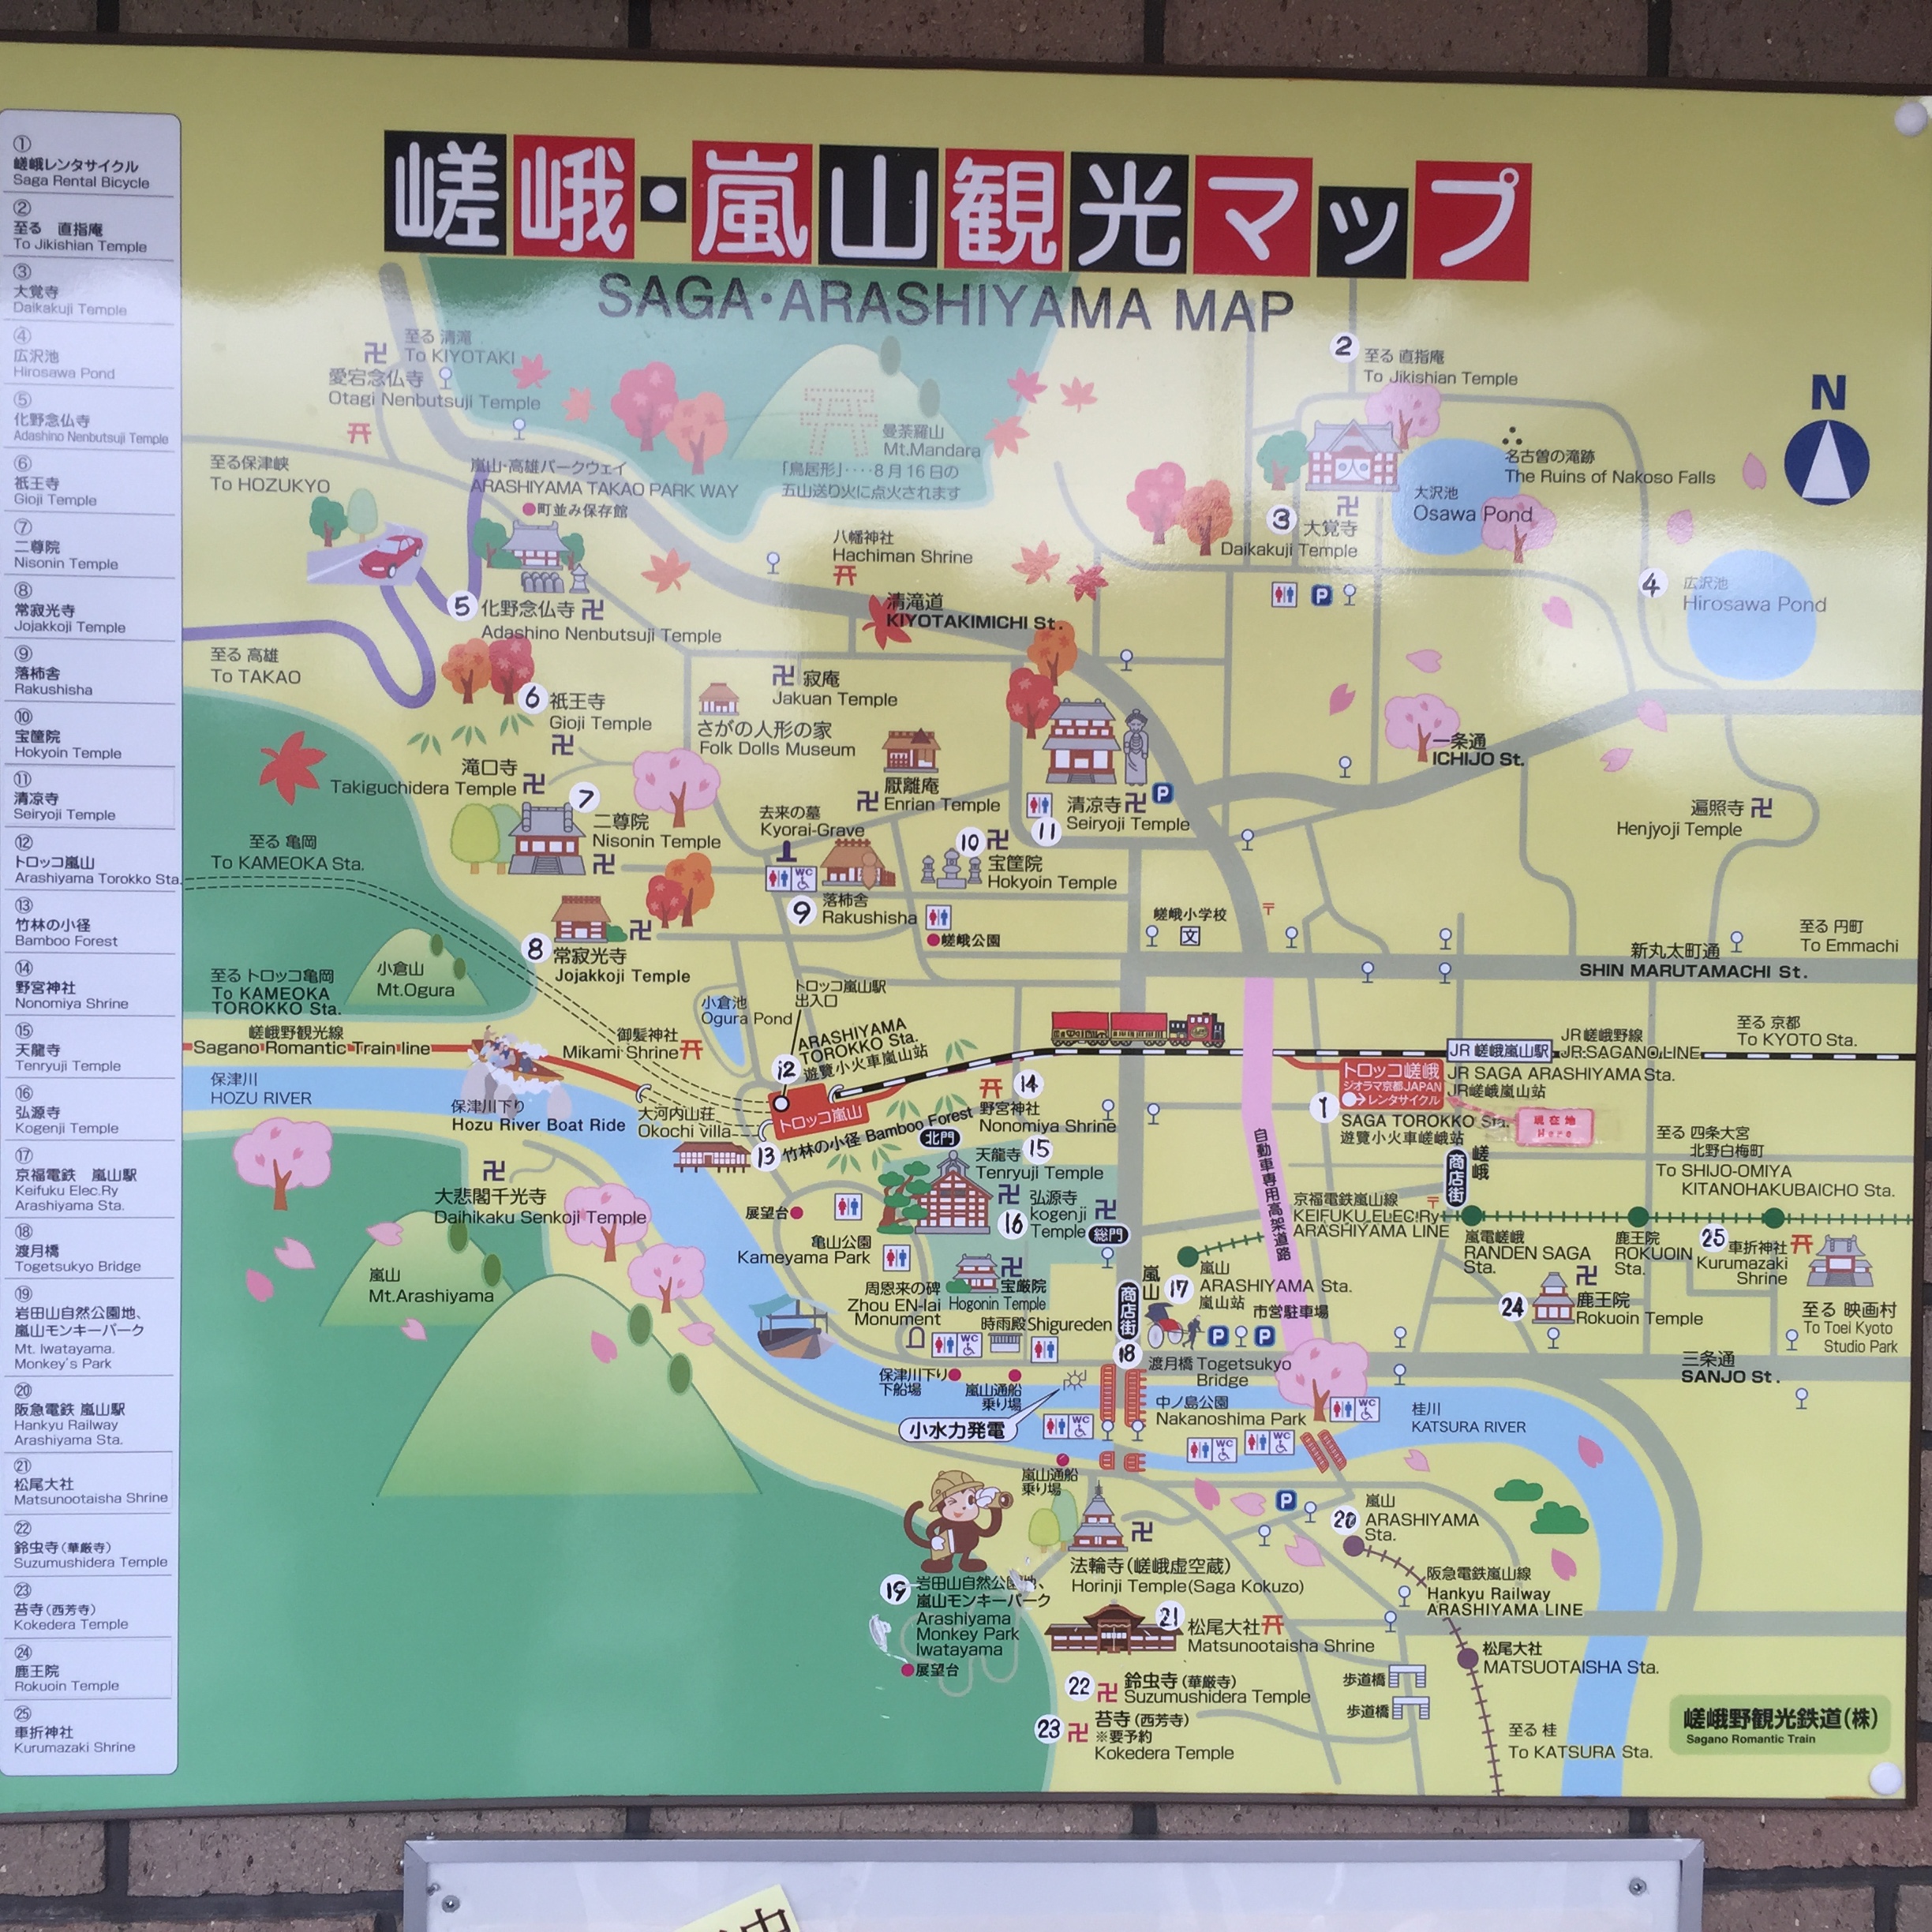 嵯峨・嵐山観光マップ
SAGA・ARASHIYAMA MAP
①
嵯峨レンタサイクル
Saga Rental Bicycle
②
至る 直指庵
To Jikishian Temple
③
大覚寺
Daikakuji Temple
④
広沢池
Hirosawa Pond
⑤
化野念仏寺
Adashino Nenbutsuji Temple
⑥
祇王寺
Gioji Temple
⑦
二尊院
Nisonin Temple
⑧
常寂光寺
Jojakkoji Temple
⑨
落柿舎
Rakushisha
⑩
宝筐院
Hokyoin Temple
⑪
清凉寺
Seiryoji Temple
⑫
トロッコ嵐山
Arashiyama Torokko Sta.
⑬
竹林の小径
Bamboo Forest
⑭
野宮神社
Nonomiya Shrine
⑮
天龍寺
Tenryuji Temple
⑯
弘源寺
Kogenji Temple
⑰
京福電鉄 嵐山駅
Keifuku Elec.Ry
Arashiyama Sta.
⑱
渡月橋
Togetsukyo Bridge
⑲
岩田山自然公園地、
嵐山モンキーパーク
Mt. Iwatayama.
Monkey's Park
⑳
阪急電鉄 嵐山駅
Hankyu Railway
Arashiyama Sta.
㉑
松尾大社
Matsunootaisha Shrine
㉒
鈴虫寺(華厳寺)
Suzumushidera Temple
㉓
苔寺(西芳寺)
Kokedera Temple
㉔
鹿王院
Rokuoin Temple
㉕
車折神社
Kurumazaki Shrine
至る 清滝
To KIYOTAKI
愛宕念仏寺
Otagi Nenbutsuji Temple
曼荼羅山
Mt.Mandara
「鳥居形」‥‥8月16日の
五山送り火に点火されます
2
至る 直指庵
To Jikishian Temple
N
至る保津峡
To HOZUKYO
嵐山・高雄パークウェイ
ARASHIYAMA TAKAO PARK WAY
町並み保存館
名古曽の滝跡
The Ruins of Nakoso Falls
大沢池
Osawa Pond
3
大覚寺
Daikakuji Temple
P
八幡神社
Hachiman Shrine
4
広沢池
Hirosawa Pond
5
化野念仏寺
Adashino Nenbutsuji Temple
清滝道
KIYOTAKIMICHI St.
至る 高雄
To TAKAO
6
祇王寺
Gioji Temple
寂庵
Jakuan Temple
さがの人形の家
Folk Dolls Museum
一条通
ICHIJO St.
滝口寺
Takiguchidera Temple
7
二尊院
Nisonin Temple
厭離庵
Enrian Temple
P
11
清凉寺
Seiryoji Temple
遍照寺
Henjyoji Temple
去来の墓
Kyorai-Grave
10
宝筐院
Hokyoin Temple
至る 亀岡
To KAMEOKA Sta.
WC
9
落柿舎
Rakushisha
嵯峨公園
嵯峨小学校
文
〒
8
常寂光寺
Jojakkoji Temple
新丸太町通
SHIN MARUTAMACHI St.
至る 円町
To Emmachi
小倉山
Mt.Ogura
至る トロッコ亀岡
To KAMEOKA
TOROKKO Sta.
小倉池
Ogura Pond
トロッコ嵐山駅
出入口
嵯峨野観光線
Sagano Romantic Train line
御髪神社
Mikami Shrine
12
ARASHIYAMA
TOROKKO Sta.
遊覽小火車嵐山站
トロッコ嵐山
JR 嵯峨嵐山駅
JR 嵯峨野線
JR SAGANO LINE
至る 京都
To KYOTO Sta.
JR SAGA ARASHIYAMA Sta.
JR嵯峨嵐山站
トロッコ嵯峨
ジオラマ京都JAPAN
レンタサイクル
1
SAGA TOROKKO Sta.
遊覽小火車嵯峨站
現在地
Here
保津川
HOZU RIVER
保津川下り
Hozu River Boat Ride
大河内山荘
Okochi villa
13
竹林の小径 Bamboo Forest
14
野宮神社
Nonomiya Shrine
北門
15
天龍寺
Tenryuji Temple
16
弘源寺
kogenji
Temple
総門
自動車専用高架道路
嵯峨
商店街
至る 四条大宮
北野白梅町
To SHIJO-OMIYA
KITANOHAKUBAICHO Sta.
京福電鉄嵐山線
KEIFUKU ELEC.Ry
ARASHIYAMA LINE
〒
嵐電嵯峨
RANDEN SAGA
Sta.
鹿王院
ROKUOIN
Sta.
25
車折神社
Kurumazaki
Shrine
大悲閣千光寺
Daihikaku Senkoji Temple
展望台
亀山公園
Kameyama Park
周恩来の碑
Zhou EN-lai
Monument
宝厳院
Hogonin Temple
時雨殿Shigureden
WC
嵐山
商店街
17
嵐山
ARASHIYAMA Sta.
嵐山站
市営駐車場
P
P
24
鹿王院
Rokuoin Temple
至る 映画村
To Toei Kyoto
Studio Park
嵐山
Mt.Arashiyama
18
渡月橋 Togetsukyo
Bridge
三条通
SANJO St.
保津川下り
下船場
嵐山通船
乗り場
小水力発電
中ノ島公園
Nakanoshima Park
WC
WC
WC
WC
桂川
KATSURA RIVER
嵐山通船
乗り場
P
20
嵐山
ARASHIYAMA
Sta.
法輪寺(嵯峨虚空蔵)
Horinji Temple(Saga Kokuzo)
19
岩田山自然公園地、
嵐山モンキーパーク
Arashiyama
Monkey Park
Iwatayama
展望台
阪急電鉄嵐山線
Hankyu Railway
ARASHIYAMA LINE
21
松尾大社
Matsunootaisha Shrine
松尾大社
MATSUOTAISHA Sta.
22
鈴虫寺(華厳寺)
Suzumushidera Temple
歩道橋
歩道橋
23
苔寺(西芳寺)
※要予約
Kokedera Temple
至る 桂
To KATSURA Sta.
嵯峨野観光鉄道(株)
Sagano Romantic Train